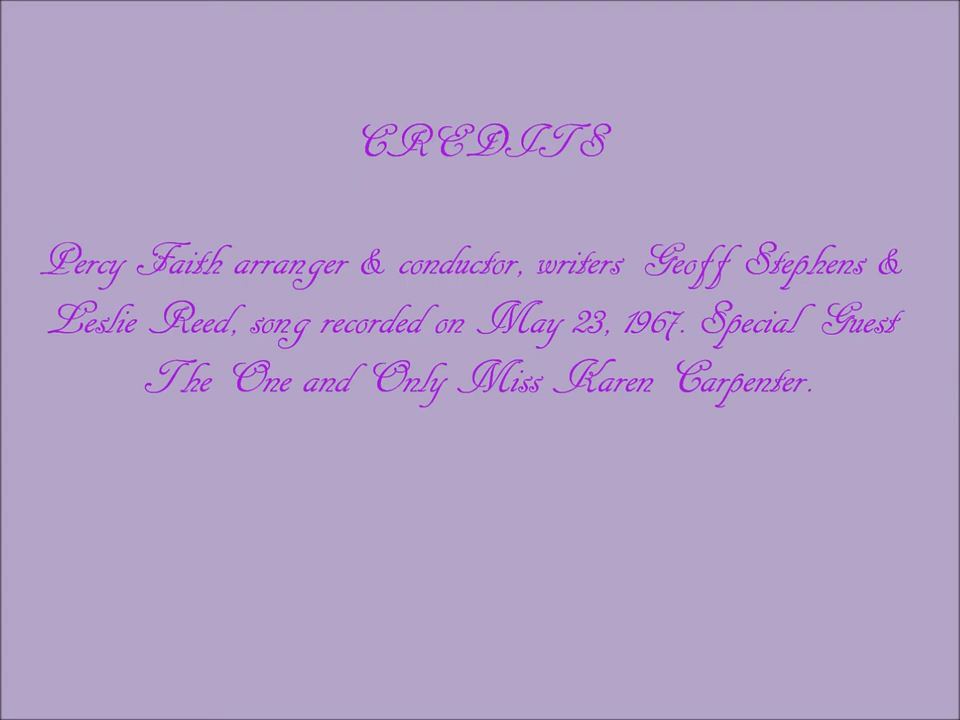 CREDITS
Percy Faith arranger & conductor, writers Geoff Stephens &
Leslie Reed, song recorded on May 23, 1967. Special Guest
The One and Only Miss Karen Carpenter.